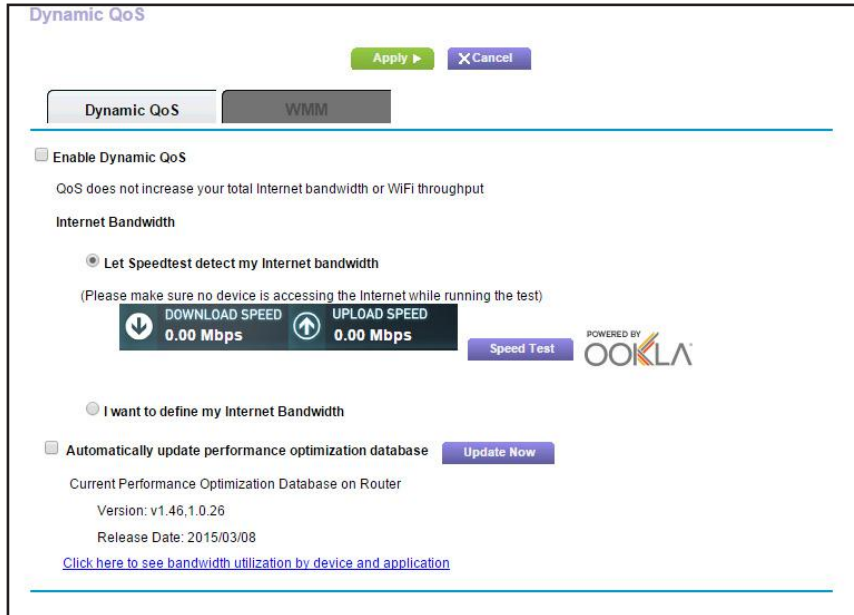 Dynamic QoS
Apply Cancel
Dynamic QoS WMM
Enable Dynamic QoS
QoS does not increase your total Internet bandwidth or WiFi throughput
Internet Bandwidth
Let Speedtest detect my Internet bandwidth
(Please make sure no device is accessing the Internet while running the test)
DOWNLOAD SPEED UPLOAD SPEED
0.00 Mbps 0.00 Mbps
Speed Test
POWERED BY
OOKLA
I want to define my Internet Bandwidth
Automatically update performance optimization database Update Now
Current Performance Optimization Database on Router
Version: v1.46,1.0.26
Release Date: 2015/03/08
Click here to see bandwidth utilization by device and application